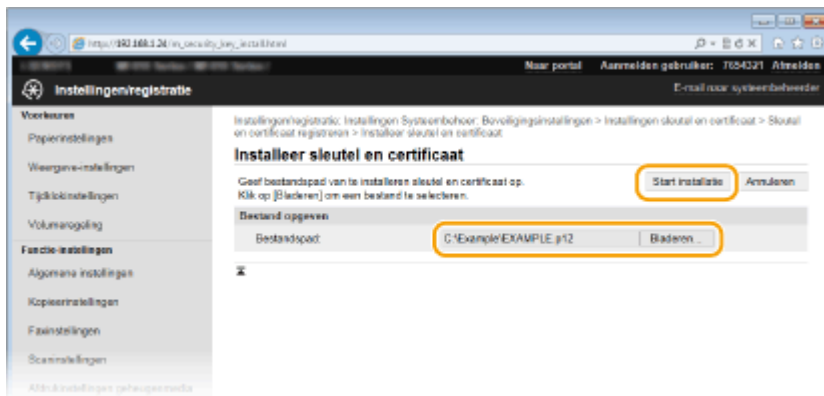 http://192.168.1.24/m_security_key_install.html
Naar portal Aanmelden gebruiker: 7654321 Afmelden
Instellingen/registratie E-mail naar systeembeheerder
Voorkeuren
Papierinstellingen
Weergave-instellingen
Tijdklokinstellingen
Volumeregeling
Functie-instellingen
Algemene instellingen
Kopieerinstellingen
Faxinstellingen
Scaninstellingen
Afdrukinstellingen geheugenmedia
Instellingen/registratie: Instellingen Systeembeheer: Beveiligingsinstellingen > Instellingen sleutel en certificaat > Sleutel
en certificaat registreren > Installeer sleutel en certificaat
Installeer sleutel en certificaat
Geef bestandspad van te installeren sleutel en certificaat op.
Klik op [Bladeren] om een bestand te selecteren.
Start installatie Annuleren
Bestand opgeven
Bestandspad: C:\Example\EXAMPLE.p12 Bladeren...